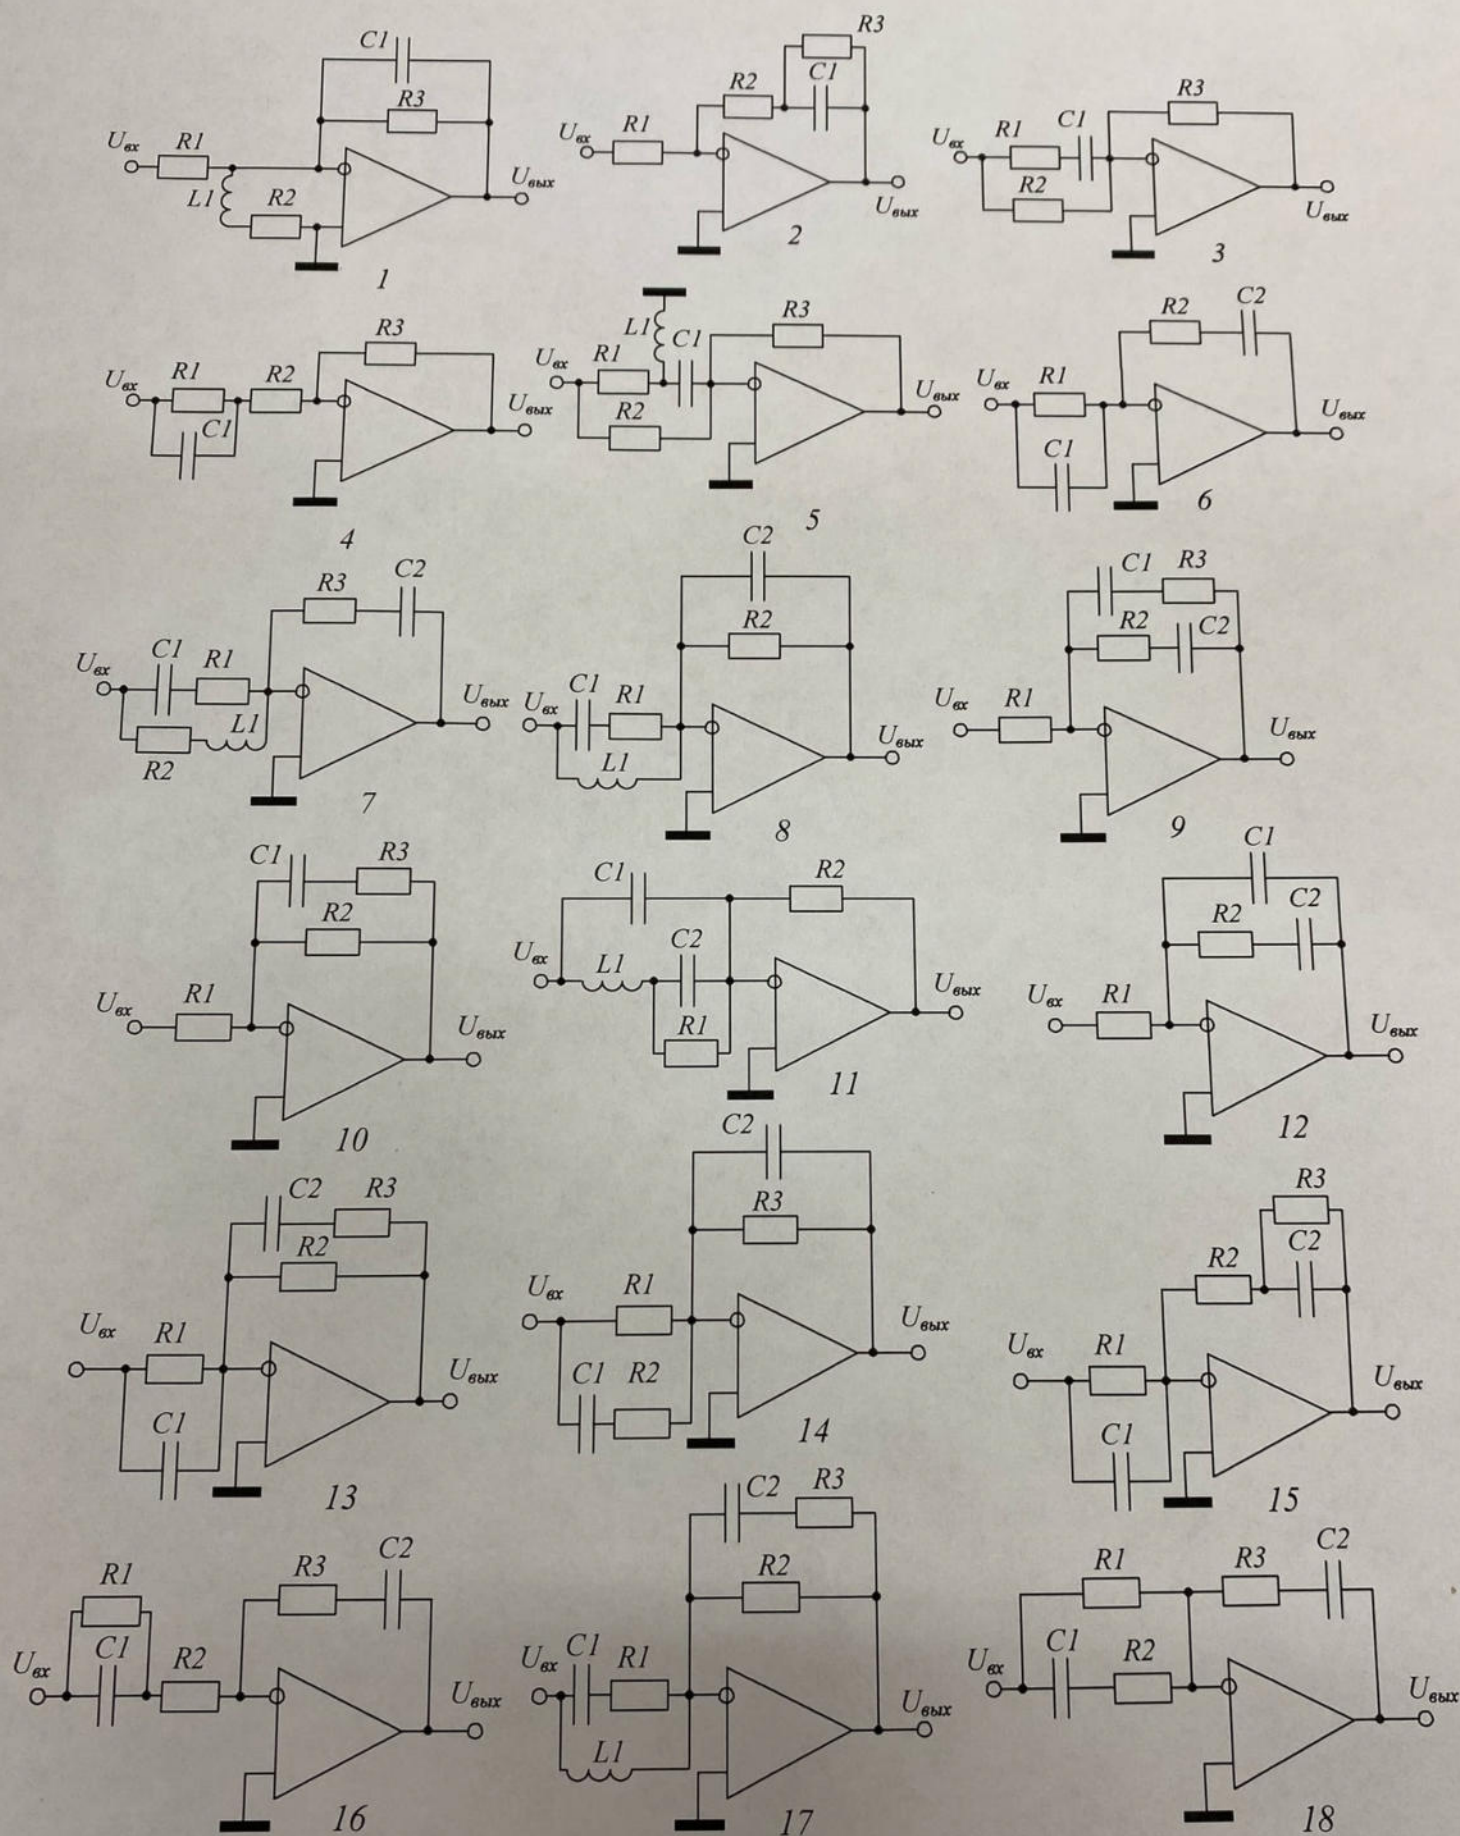 C1
R3
Uвх R1
L1 R2
Uвых
1
R3
C1
R2
Uвх R1
Uвых
2
R3
Uвх R1 C1
R2
Uвых
3
R3
Uвх R1 R2
C1
Uвых
4
L1 C1 R3
Uвх R1
R2
Uвых
5
R2 C2
Uвх R1
C1
Uвых
6
R3 C2
Uвх C1 R1
R2 L1
Uвых
7
C2
R2
Uвх C1 R1
L1
Uвых
8
C1 R3
R2 C2
Uвх R1
Uвых
9
C1 R3
R2
Uвх R1
Uвых
10
C1 R2
Uвх L1 C2
R1
Uвых
11
C1
R2 C2
Uвх R1
Uвых
12
C2 R3
R2
Uвх R1
C1
Uвых
13
C2
R3
Uвх R1
C1 R2
Uвых
14
R3
R2 C2
Uвх R1
C1
Uвых
15
R1 R3 C2
Uвх C1 R2
Uвых
16
C2 R3
R2
Uвх C1 R1
L1
Uвых
17
R1 R3 C2
Uвх C1 R2
Uвых
18